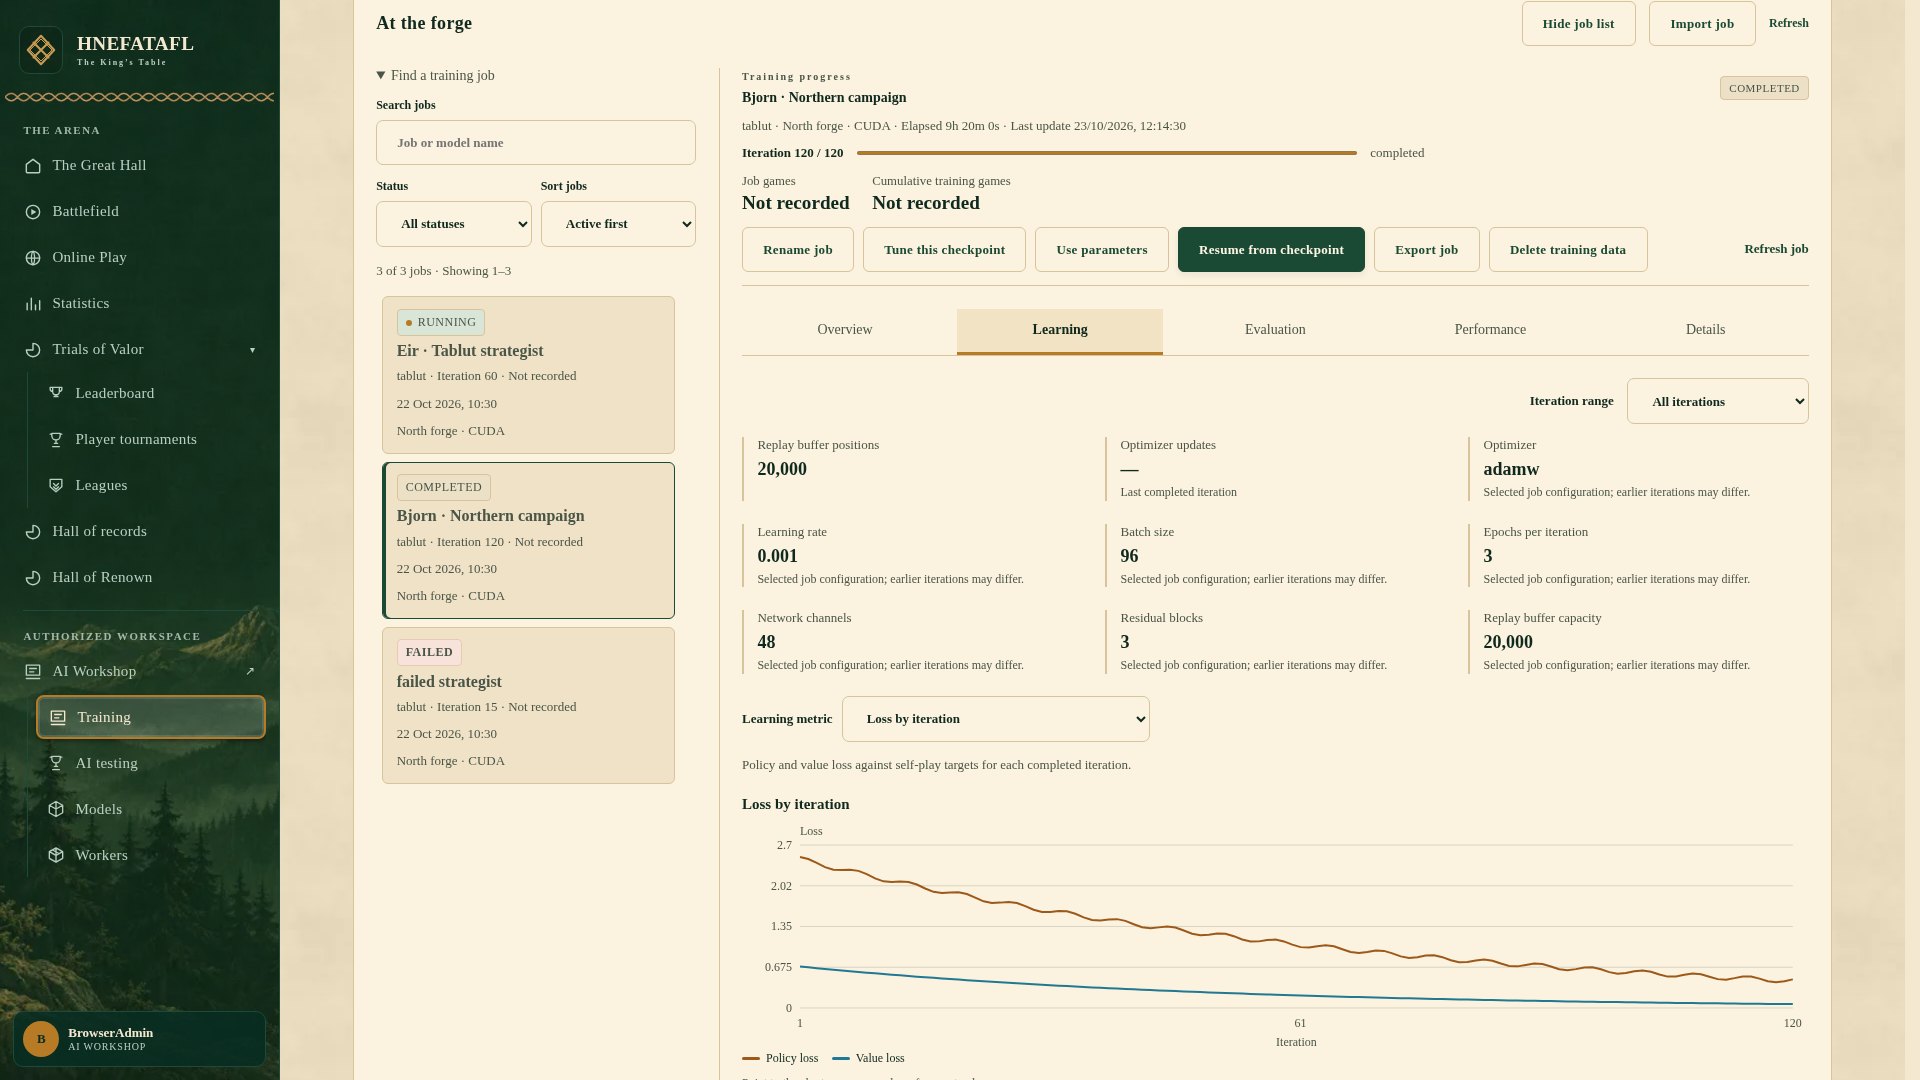 HNEFATAFL
The King's Table
THE ARENA
The Great Hall
Battlefield
Online Play
Statistics
Trials of Valor
Leaderboard
Player tournaments
Leagues
Hall of records
Hall of Renown
AUTHORIZED WORKSPACE
AI Workshop
Training
AI testing
Models
Workers
B
BrowserAdmin
AI WORKSHOP
At the forge
Hide job list
Import job
Refresh
Find a training job
Search jobs
Job or model name
Status
Sort jobs
All statuses
Active first
3 of 3 jobs · Showing 1–3
RUNNING
Eir · Tablut strategist
tablut · Iteration 60 · Not recorded
22 Oct 2026, 10:30
North forge · CUDA
COMPLETED
Bjorn · Northern campaign
tablut · Iteration 120 · Not recorded
22 Oct 2026, 10:30
North forge · CUDA
FAILED
failed strategist
tablut · Iteration 15 · Not recorded
22 Oct 2026, 10:30
North forge · CUDA
Training progress
Bjorn · Northern campaign
COMPLETED
tablut · North forge · CUDA · Elapsed 9h 20m 0s · Last update 23/10/2026, 12:14:30
Iteration 120 / 120
completed
Job games
Not recorded
Cumulative training games
Not recorded
Rename job
Tune this checkpoint
Use parameters
Resume from checkpoint
Export job
Delete training data
Refresh job
Overview
Learning
Evaluation
Performance
Details
Iteration range
All iterations
Replay buffer positions
20,000
Optimizer updates
—
Last completed iteration
Optimizer
adamw
Selected job configuration; earlier iterations may differ.
Learning rate
0.001
Selected job configuration; earlier iterations may differ.
Batch size
96
Selected job configuration; earlier iterations may differ.
Epochs per iteration
3
Selected job configuration; earlier iterations may differ.
Network channels
48
Selected job configuration; earlier iterations may differ.
Residual blocks
3
Selected job configuration; earlier iterations may differ.
Replay buffer capacity
20,000
Selected job configuration; earlier iterations may differ.
Learning metric
Loss by iteration
Policy and value loss against self-play targets for each completed iteration.
Loss by iteration
Loss
2.7
2.02
1.35
0.675
0
1
61
120
Iteration
Policy loss
Value loss